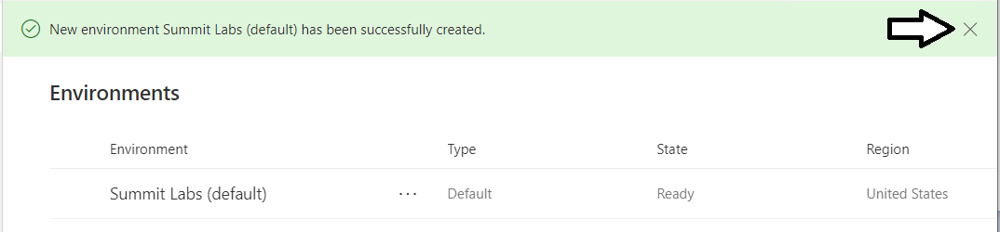 New environment Summit Labs (default) has been successfully created.
Environments
Environment Type State Region
Summit Labs (default) ··· Default Ready United States